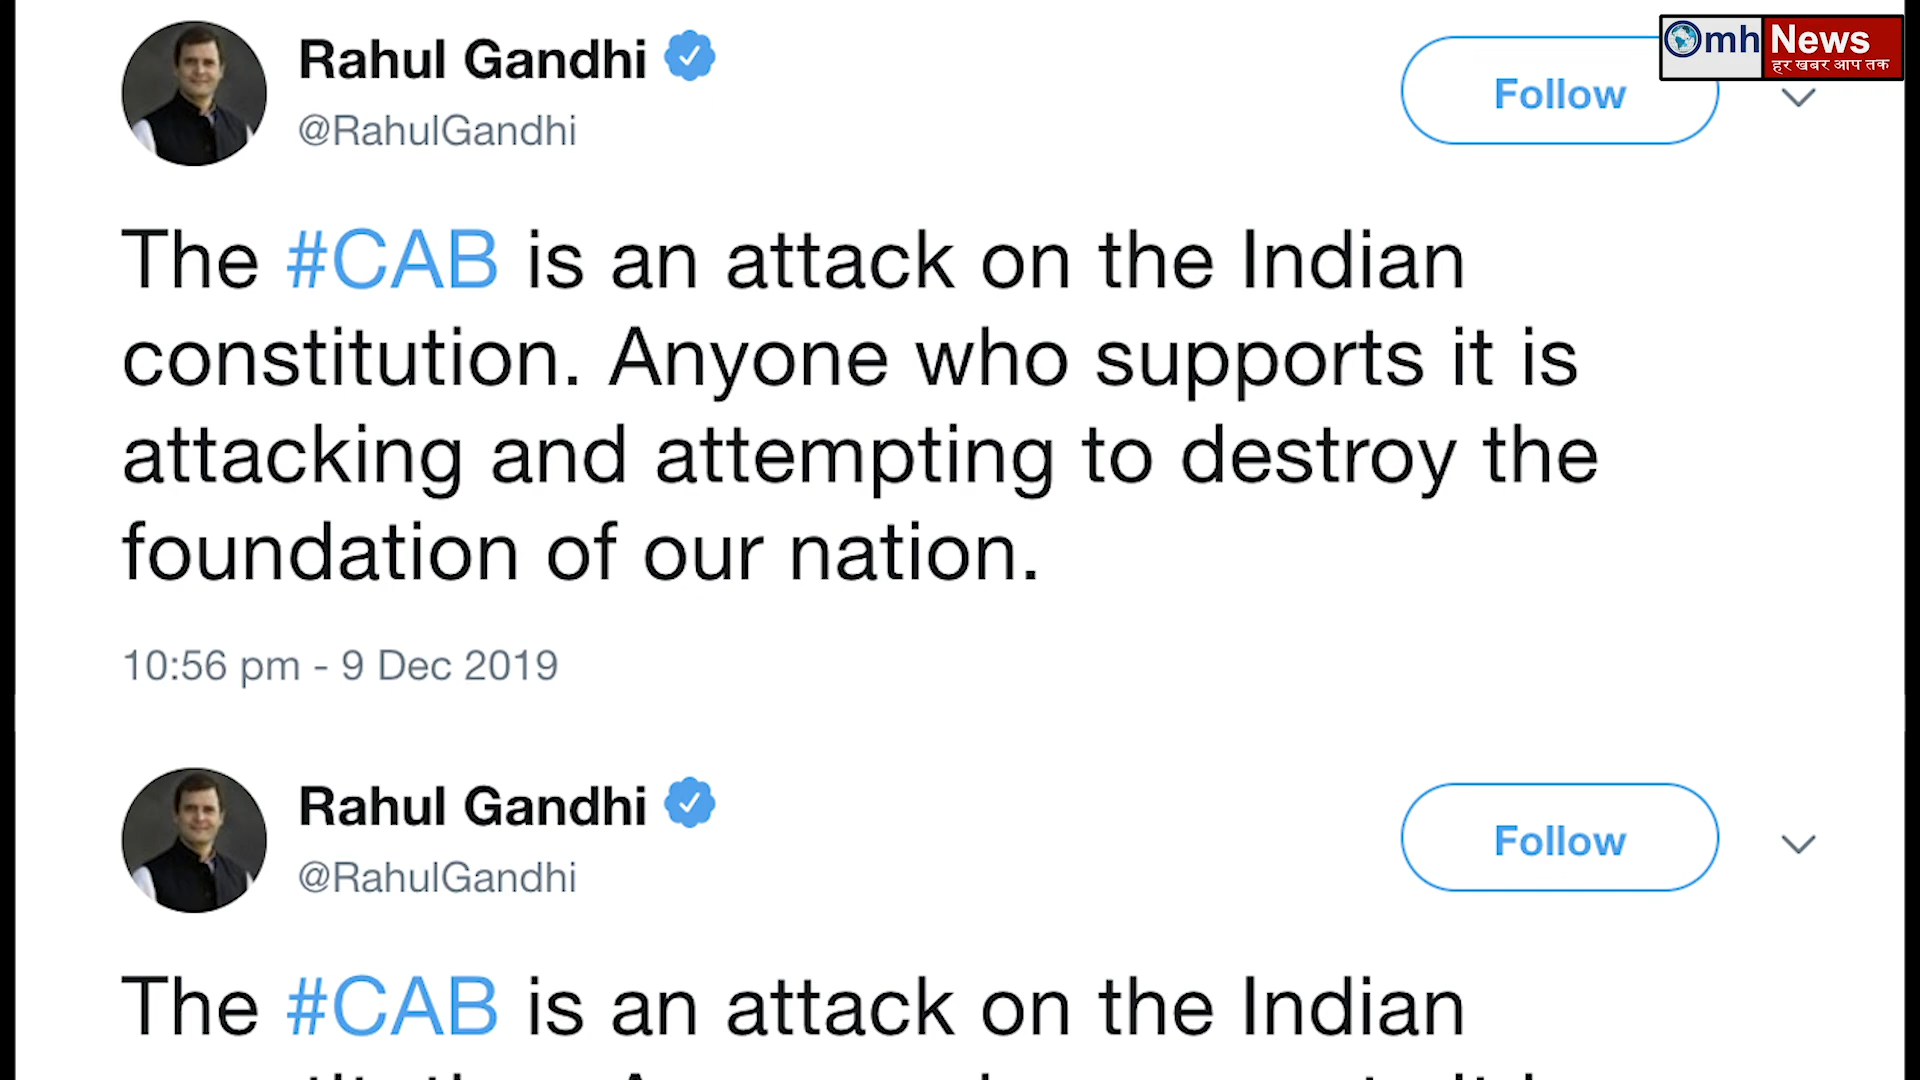 Rahul Gandhi
@RahulGandhi
Follow
Omh News
हर खबर आप तक
The #CAB is an attack on the Indian
constitution. Anyone who supports it is
attacking and attempting to destroy the
foundation of our nation.
10:56 pm - 9 Dec 2019
Rahul Gandhi
@RahulGandhi
Follow
The #CAB is an attack on the Indian